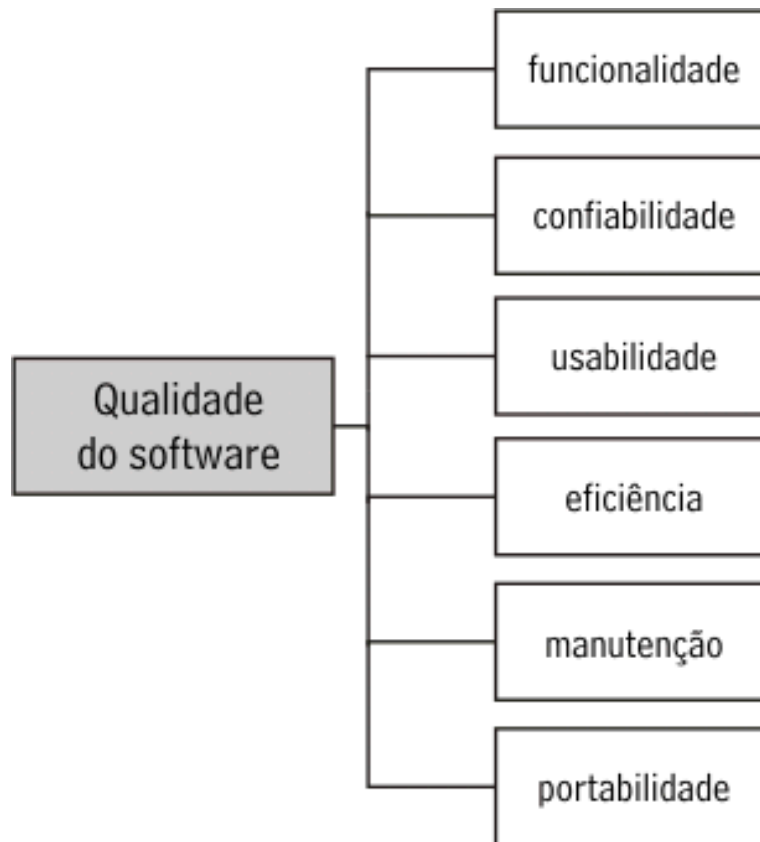 funcionalidade
confiabilidade
Qualidade
do software
usabilidade
eficiência
manutenção
portabilidade